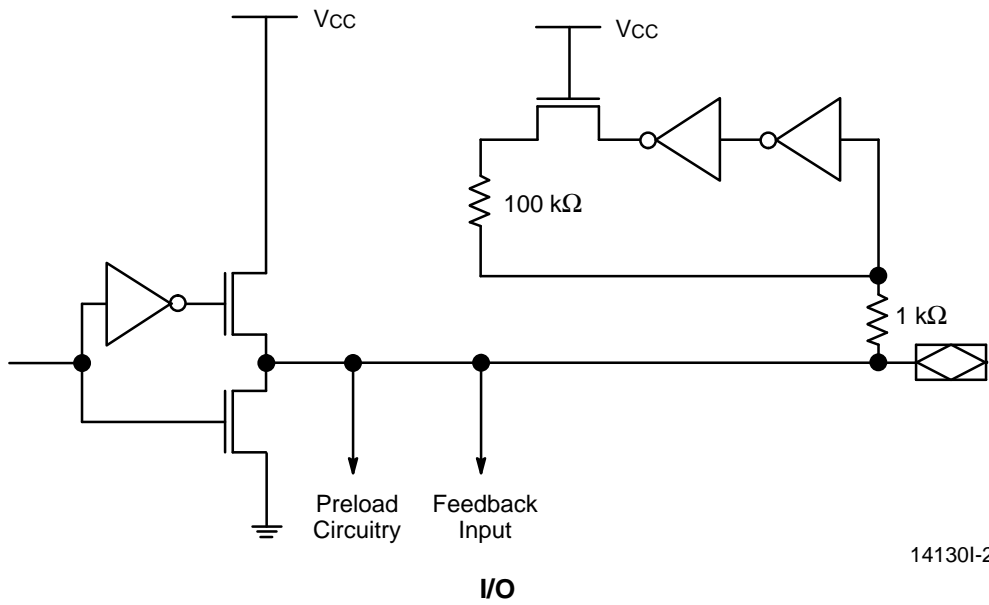 VCC
VCC
100 kΩ
1 kΩ
Preload
Circuitry
Feedback
Input
14130I-2
I/O